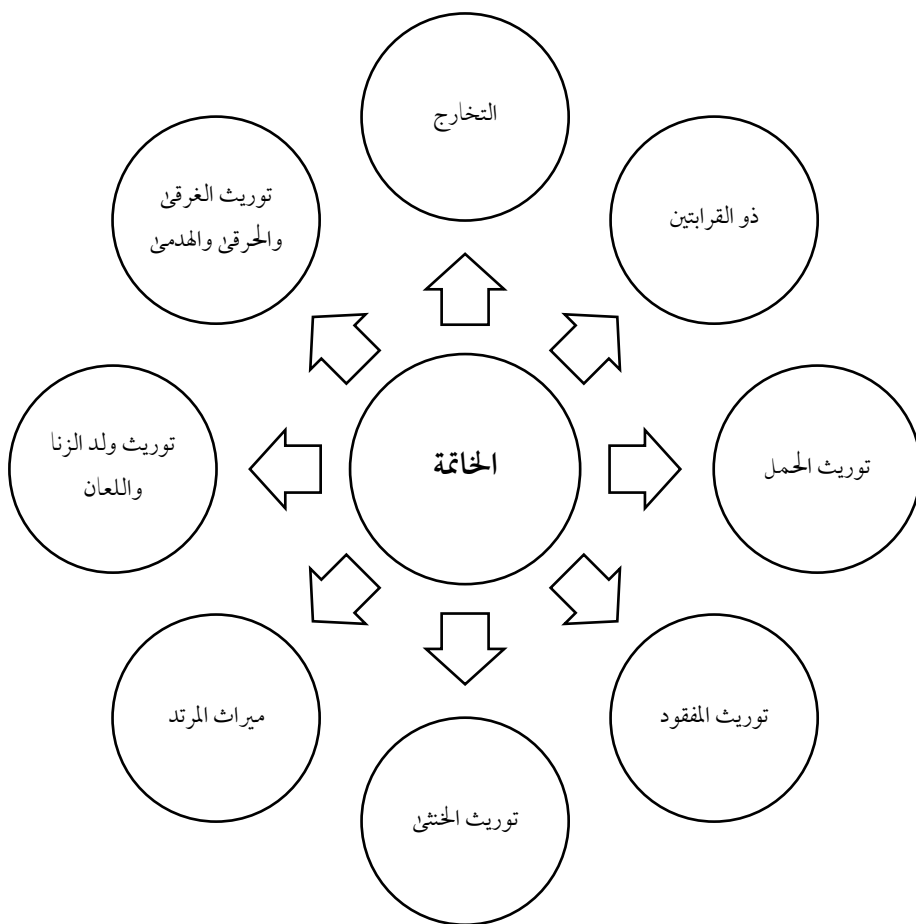 التخارج
ذو القرابتين
توريث الحمل
توريث المفقود
توريث الخنثىٰ
ميراث المرتد
توريث ولد الزنا
واللعان
توريث الغرقىٰ
والحرقىٰ والهدمىٰ
الخاتمة